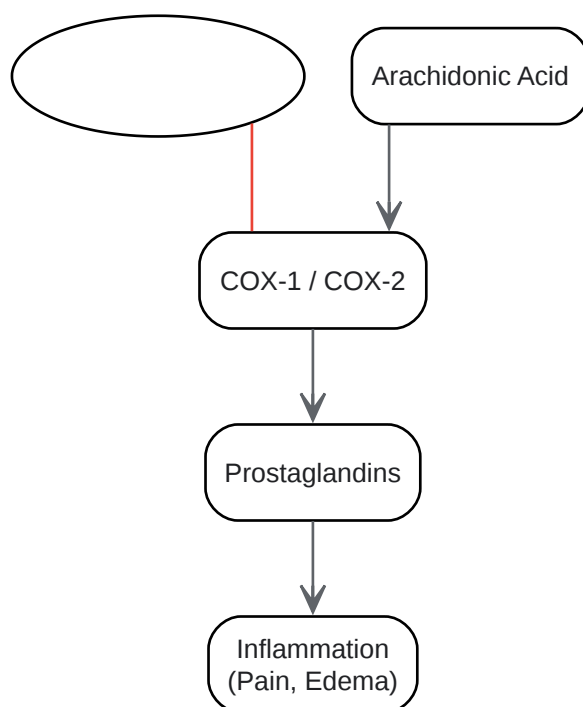 Arachidonic Acid
COX-1 / COX-2
Prostaglandins
Inflammation
(Pain, Edema)